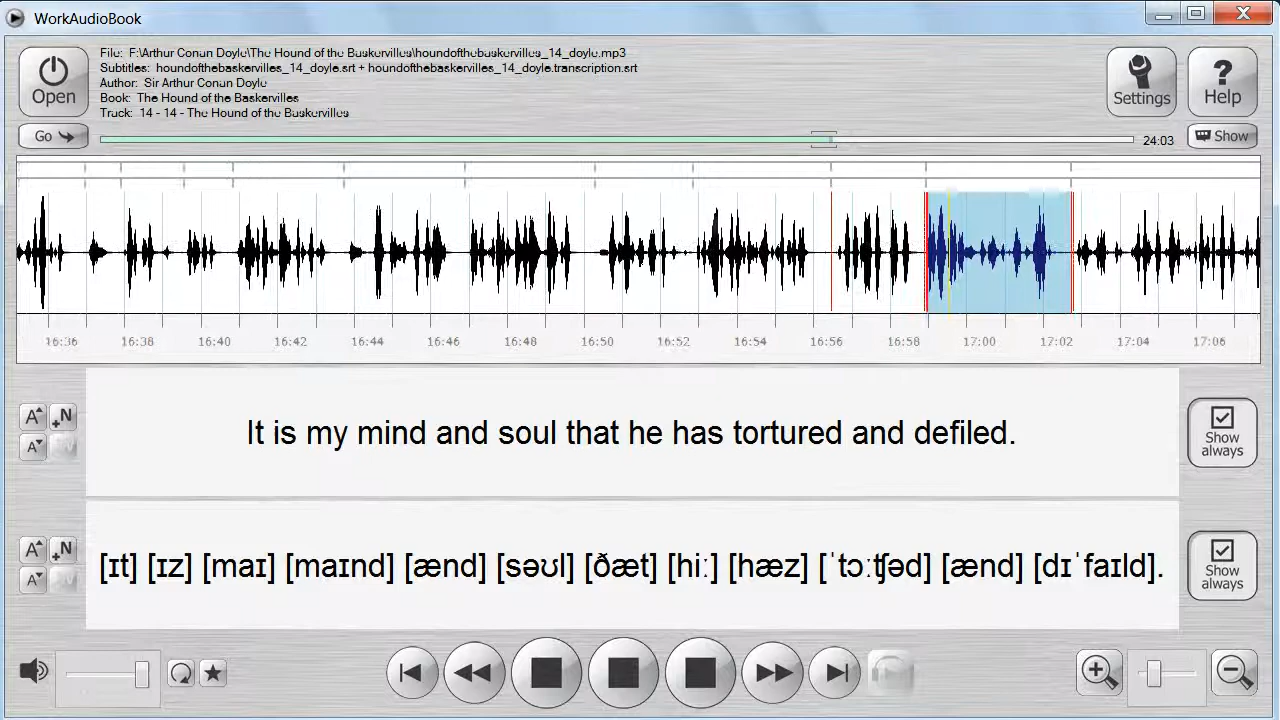 WorkAudioBook
Open
File: F:\Arthur Conan Doyle\The Hound of the Baskervilles\houndofthebaskervilles_14_doyle.mp3
Subtitles: houndofthebaskervilles_14_doyle.srt + houndofthebaskervilles_14_doyle.transcription.srt
Author: Sir Arthur Conan Doyle
Book: The Hound of the Baskervilles
Track: 14 - 14 - The Hound of the Baskervilles
Settings
? Help
Go
24:03
Show
16:36 16:38 16:40 16:42 16:44 16:46 16:48 16:50 16:52 16:54 16:56 16:58 17:00 17:02 17:04 17:06
A +N
A
It is my mind and soul that he has tortured and defiled.
Show
always
A +N
A
[ɪt] [ɪz] [maɪ] [maɪnd] [ænd] [səʊl] [ðæt] [hiː] [hæz] [ˈtɔːʧəd] [ænd] [dɪˈfaɪld].
Show
always